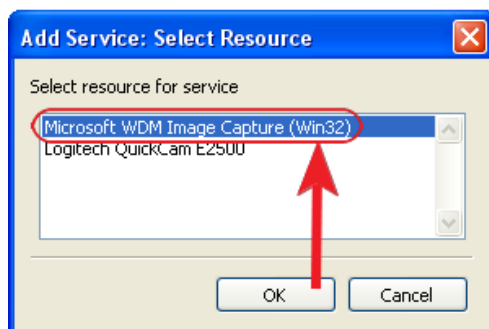 Add Service: Select Resource
Select resource for service
Microsoft WDM Image Capture (Win32)
Logitech QuickCam E2500
OK
Cancel